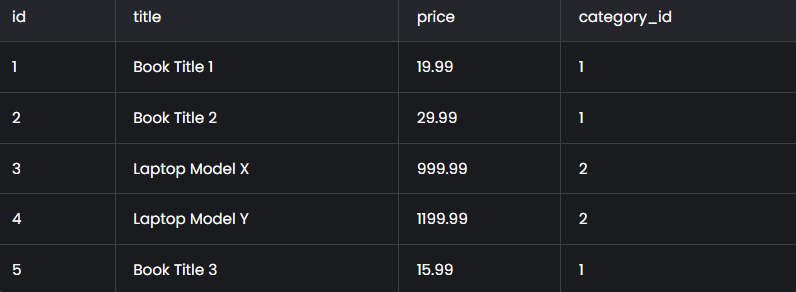 id title price category_id
1 Book Title 1 19.99 1
2 Book Title 2 29.99 1
3 Laptop Model X 999.99 2
4 Laptop Model Y 1199.99 2
5 Book Title 3 15.99 1